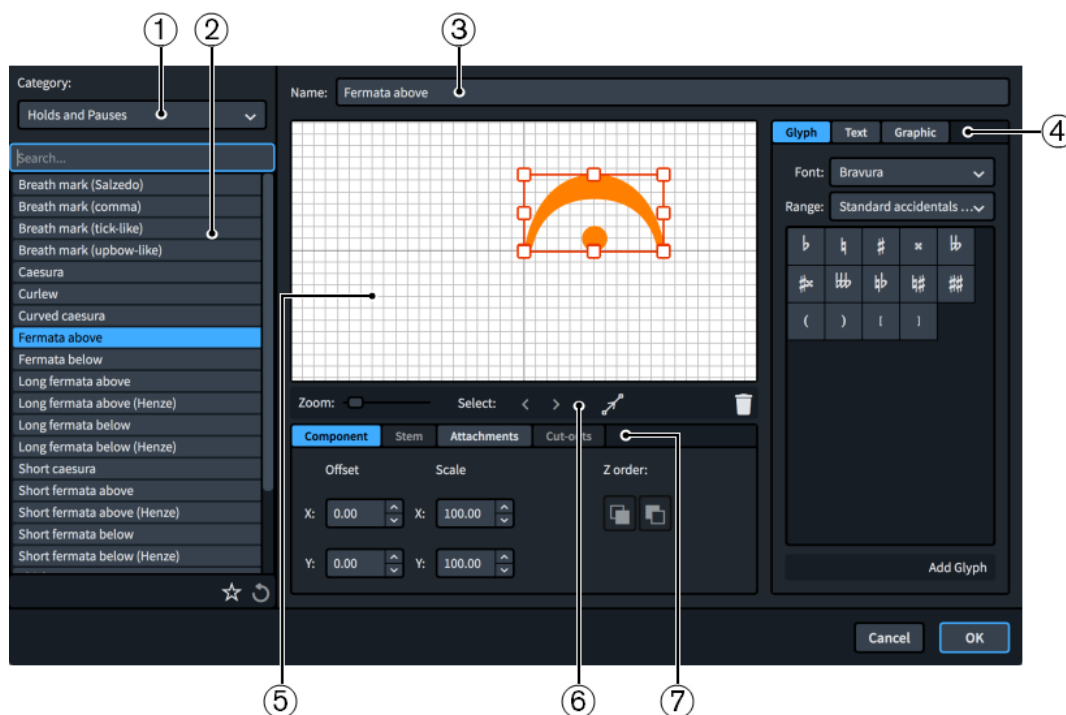 ① ② ③
Category:
Holds and Pauses
Search...
Breath mark (Salzedo)
Breath mark (comma)
Breath mark (tick-like)
Breath mark (upbow-like)
Caesura
Curlew
Curved caesura
Fermata above
Fermata below
Long fermata above
Long fermata above (Henze)
Long fermata below
Long fermata below (Henze)
Short caesura
Short fermata above
Short fermata above (Henze)
Short fermata below
Short fermata below (Henze)
Name: Fermata above
Glyph Text Graphic ④
Font: Bravura
Range: Standard accidentals ...
Add Glyph
Zoom: Select:
Component Stem Attachments Cut-outs
Offset Scale Z order:
X: 0.00 X: 100.00
Y: 0.00 Y: 100.00
Cancel OK
⑤ ⑥ ⑦